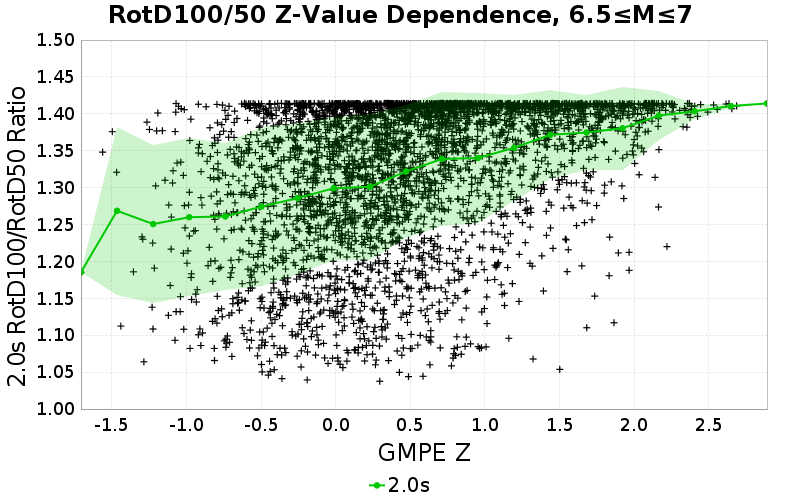 RotD100/50 Z-Value Dependence, 6.5≤M≤7
2.0s RotD100/RotD50 Ratio
1.50
1.45
1.40
1.35
1.30
1.25
1.20
1.15
1.10
1.05
1.00
-1.5 -1.0 -0.5 0.0 0.5 1.0 1.5 2.0 2.5
GMPE Z
2.0s